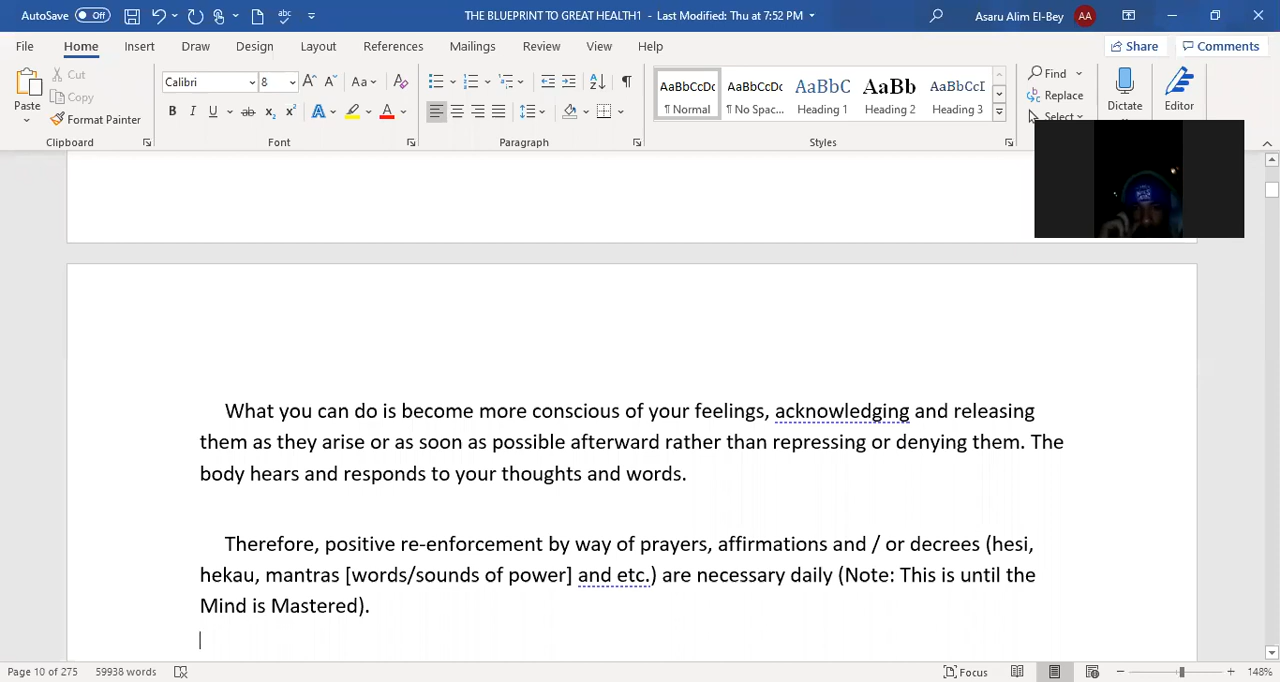 AutoSave Off THE BLUEPRINT TO GREAT HEALTH1 - Last Modified: Thu at 7:52 PM Asaru Alim El-Bey AA
File Home Insert Draw Design Layout References Mailings Review View Help Share Comments
Paste Cut Copy Format Painter
Calibri 8 Aa
AaBbCcDc AaBbCcDc AaBbC AaBb AaBbCcI
¶ Normal ¶ No Spac... Heading 1 Heading 2 Heading 3
Find Replace Select Dictate Editor
Clipboard Font Paragraph Styles
What you can do is become more conscious of your feelings, acknowledging and releasing
them as they arise or as soon as possible afterward rather than repressing or denying them. The
body hears and responds to your thoughts and words.
Therefore, positive re-enforcement by way of prayers, affirmations and / or decrees (hesi,
hekau, mantras [words/sounds of power] and etc.) are necessary daily (Note: This is until the
Mind is Mastered).
Page 10 of 275 59938 words Focus 148%